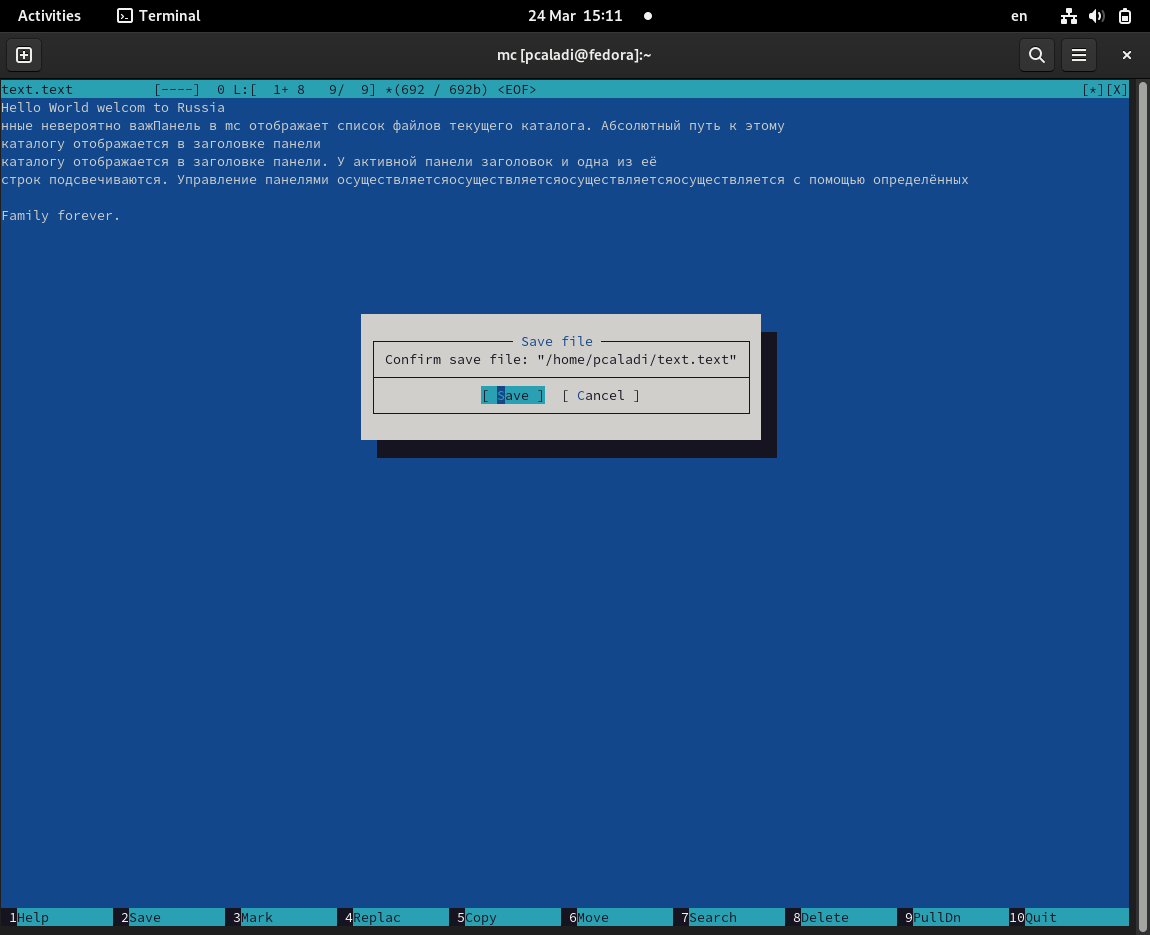 Activities Terminal 24 Mar 15:11 en
mc [pcaladi@fedora]:~
text.text [----] 0 L:[ 1+ 8 9/ 9] *(692 / 692b) <EOF> [*][X]
Hello World welcom to Russia
нные невероятно важПанель в mc отображает список файлов текущего каталога. Абсолютный путь к этому
каталогу отображается в заголовке панели
каталогу отображается в заголовке панели. У активной панели заголовок и одна из её
строк подсвечиваются. Управление панелями осуществляетсяосуществляетсяосуществляетсяосуществляется с помощью определённых
Family forever.
Save file
Confirm save file: "/home/pcaladi/text.text"
[ Save ] [ Cancel ]
1Help 2Save 3Mark 4Replac 5Copy 6Move 7Search 8Delete 9PullDn 10Quit